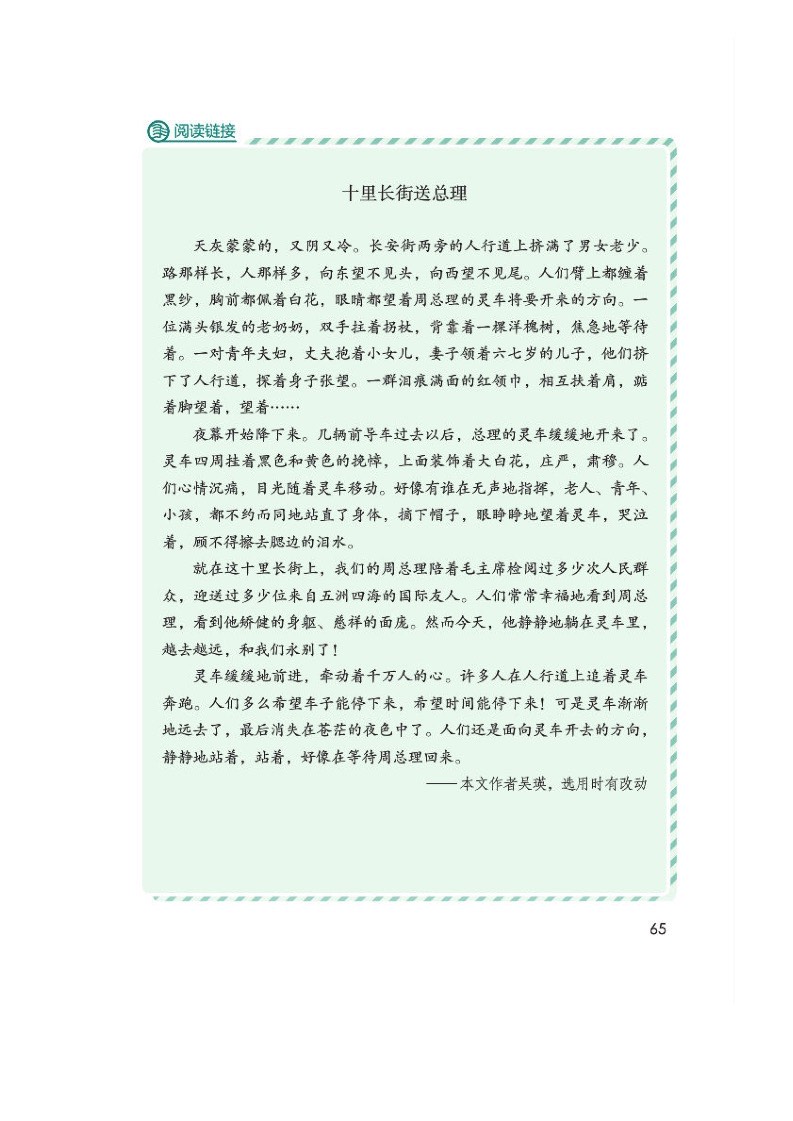 阅读链接
十里长街送总理
天灰蒙蒙的，又阴又冷。长安街两旁的人行道上挤满了男女老少。
路那样长，人那样多，向东望不见头，向西望不见尾。人们臂上都缠着
黑纱，胸前都佩着白花，眼睛都望着周总理的灵车将要开来的方向。一
位满头银发的老奶奶，双手拄着拐杖，背靠着一棵洋槐树，焦急地等待
着。一对青年夫妇，丈夫抱着小女儿，妻子领着六七岁的儿子，他们挤
下了人行道，探着身子张望。一群泪痕满面的红领巾，相互扶着肩，踮
着脚望着，望着……
夜幕开始降下来。几辆前导车过去以后，总理的灵车缓缓地开来了。
灵车四周挂着黑色和黄色的挽幛，上面装饰着大白花，庄严，肃穆。人
们心情沉痛，目光随着灵车移动。好像有谁在无声地指挥，老人、青年、
小孩，都不约而同地站直了身体，摘下帽子，眼睁睁地望着灵车，哭泣
着，顾不得擦去腮边的泪水。
就在这十里长街上，我们的周总理陪着毛主席检阅过多少次人民群
众，迎送过多少位来自五洲四海的国际友人。人们常常幸福地看到周总
理，看到他矫健的身躯、慈祥的面庞。然而今天，他静静地躺在灵车里，
越去越远，和我们永别了！
灵车缓缓地前进，牵动着千万人的心。许多人在人行道上追着灵车
奔跑。人们多么希望车子能停下来，希望时间能停下来！可是灵车渐渐
地远去了，最后消失在苍茫的夜色中了。人们还是面向灵车开去的方向，
静静地站着，站着，好像在等待周总理回来。
——本文作者吴瑛，选用时有改动
65